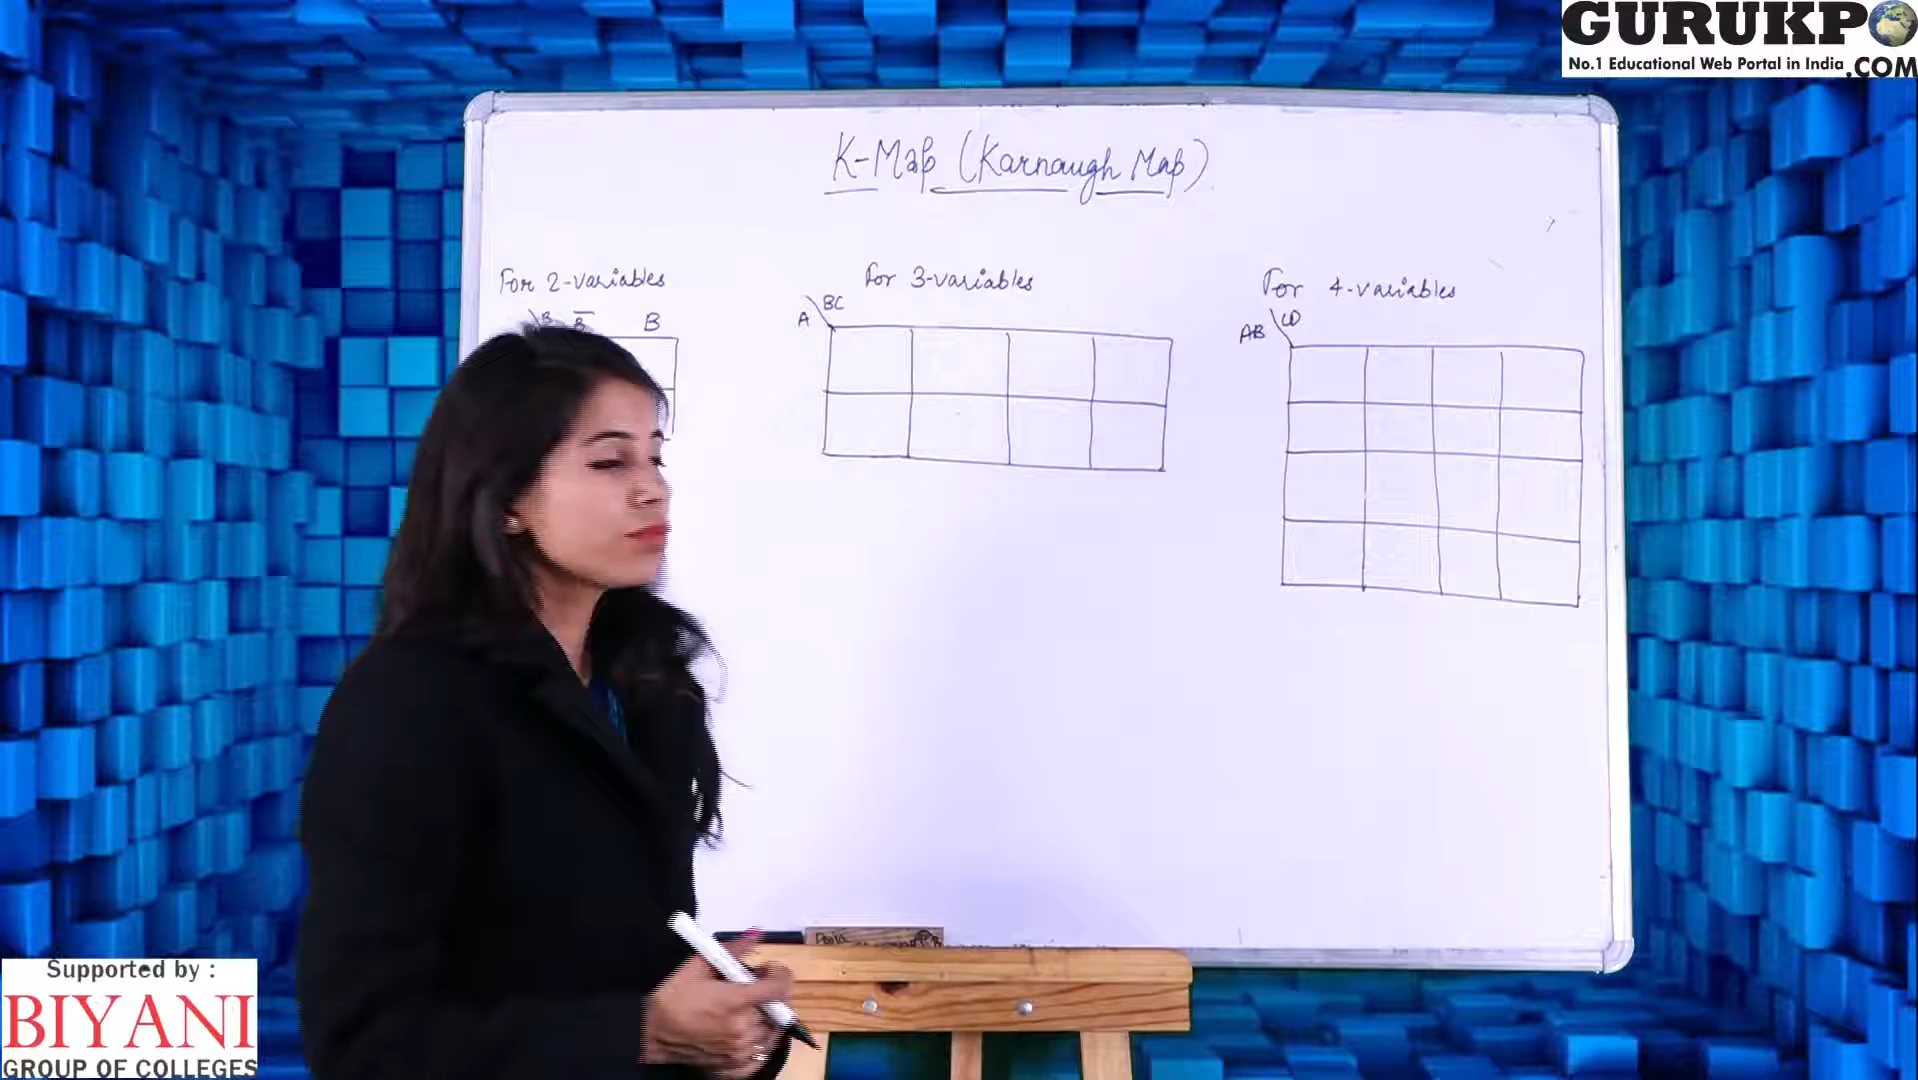 GURUKPO
No.1 Educational Web Portal in India .COM
K-Map (Karnaugh Map)
For 2-variables
B B̅ B
For 3-variables
BC
A
For 4-variables
CD
AB
Supported by :
BIYANI
GROUP OF COLLEGES